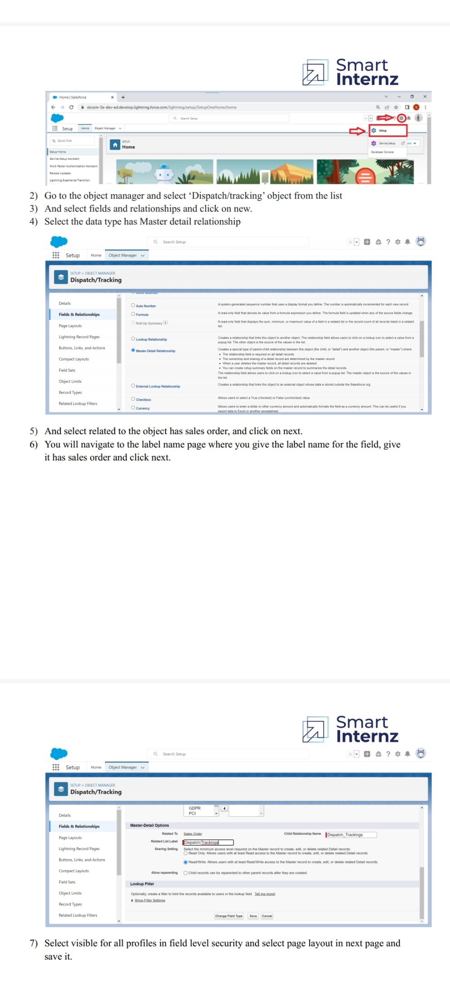 Smart
Internz
Home | Salesforce
sbcom-5e-dev-ed.develop.lightning.force.com/lightning/setup/SetupOneHome/home
Search Setup
Setup Home Object Manager
Setup
Quick Find
SETUP
Home
Service Setup
Developer Console
Setup Home
Service Setup Assistant
Multi-Factor Authentication Assistant
Release Updates
Lightning Experience Transition
2) Go to the object manager and select ‘Dispatch/tracking’ object from the list
3) And select fields and relationships and click on new.
4) Select the data type has Master detail relationship
Search Setup
Setup Home Object Manager
SETUP > OBJECT MANAGER
Dispatch/Tracking
Details
Fields & Relationships
Page Layouts
Lightning Record Pages
Buttons, Links, and Actions
Compact Layouts
Field Sets
Object Limits
Record Types
Related Lookup Filters
None Selected
Auto Number A system-generated sequence number that uses a display format you define. The number is automatically incremented for each new record.
Formula A read-only field that derives its value from a formula expression you define. The formula field is updated when any of the source fields change.
Roll-Up Summary i A read-only field that displays the sum, minimum, or maximum value of a field in a related list or the record count of all records listed in a related
list.
Lookup Relationship Creates a relationship that links this object to another object. The relationship field allows users to click on a lookup icon to select a value from a
popup list. The other object is the source of the values in the list.
Master-Detail Relationship Creates a special type of parent-child relationship between this object (the child, or "detail") and another object (the parent, or "master") where:
• The relationship field is required on all detail records.
• The ownership and sharing of a detail record are determined by the master record.
• When a user deletes the master record, all detail records are deleted.
• You can create rollup summary fields on the master record to summarize the detail records.
The relationship field allows users to click on a lookup icon to select a value from a popup list. The master object is the source of the values in
the list.
External Lookup Relationship Creates a relationship that links this object to an external object whose data is stored outside the Salesforce org.
Checkbox Allows users to select a True (checked) or False (unchecked) value.
Currency Allows users to enter a dollar or other currency amount and automatically formats the field as a currency amount. This can be useful if you
export data to Excel or another spreadsheet.
5) And select related to the object has sales order, and click on next.
6) You will navigate to the label name page where you give the label name for the field, give
it has sales order and click next.
Smart
Internz
Search Setup
Setup Home Object Manager
SETUP > OBJECT MANAGER
Dispatch/Tracking
Details
Fields & Relationships
Page Layouts
Lightning Record Pages
Buttons, Links, and Actions
Compact Layouts
Field Sets
Object Limits
Record Types
Related Lookup Filters
GDPR
PCI
Master-Detail Options
Related To Sales Order Child Relationship Name Dispatch_Trackings
Related List Label Dispatch/Trackings
Sharing Setting Select the minimum access level required on the Master record to create, edit, or delete related Detail records:
Read Only: Allows users with at least Read access to the Master record to create, edit, or delete related Detail records.
Read/Write: Allows users with at least Read/Write access to the Master record to create, edit, or delete related Detail records.
Allow reparenting Child records can be reparented to other parent records after they are created
Lookup Filter
Optionally, create a filter to limit the records available to users in the lookup field. Tell me more!
Show Filter Settings
Change Field Type Save Cancel
7) Select visible for all profiles in field level security and select page layout in next page and
save it.